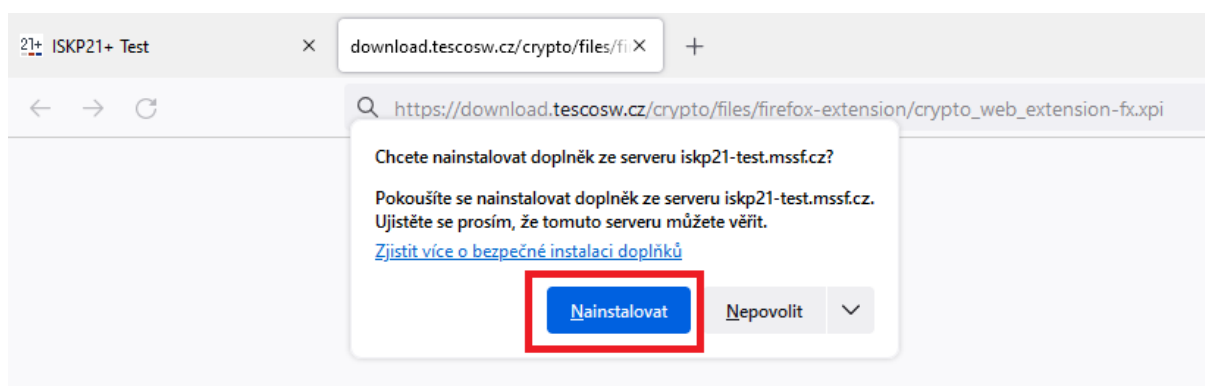 21+ ISKP21+ Test
download.tescosw.cz/crypto/files/fi
https://download.tescosw.cz/crypto/files/firefox-extension/crypto_web_extension-fx.xpi
Chcete nainstalovat doplněk ze serveru iskp21-test.mssf.cz?
Pokoušíte se nainstalovat doplněk ze serveru iskp21-test.mssf.cz.
Ujistěte se prosím, že tomuto serveru můžete věřit.
Zjistit více o bezpečné instalaci doplňků
Nainstalovat Nepovolit